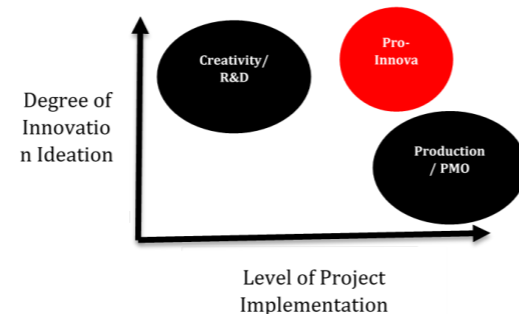 Creativity/
R&D
Pro-
Innova
Degree of
Innovatio
n Ideation
Production
/ PMO
Level of Project
Implementation